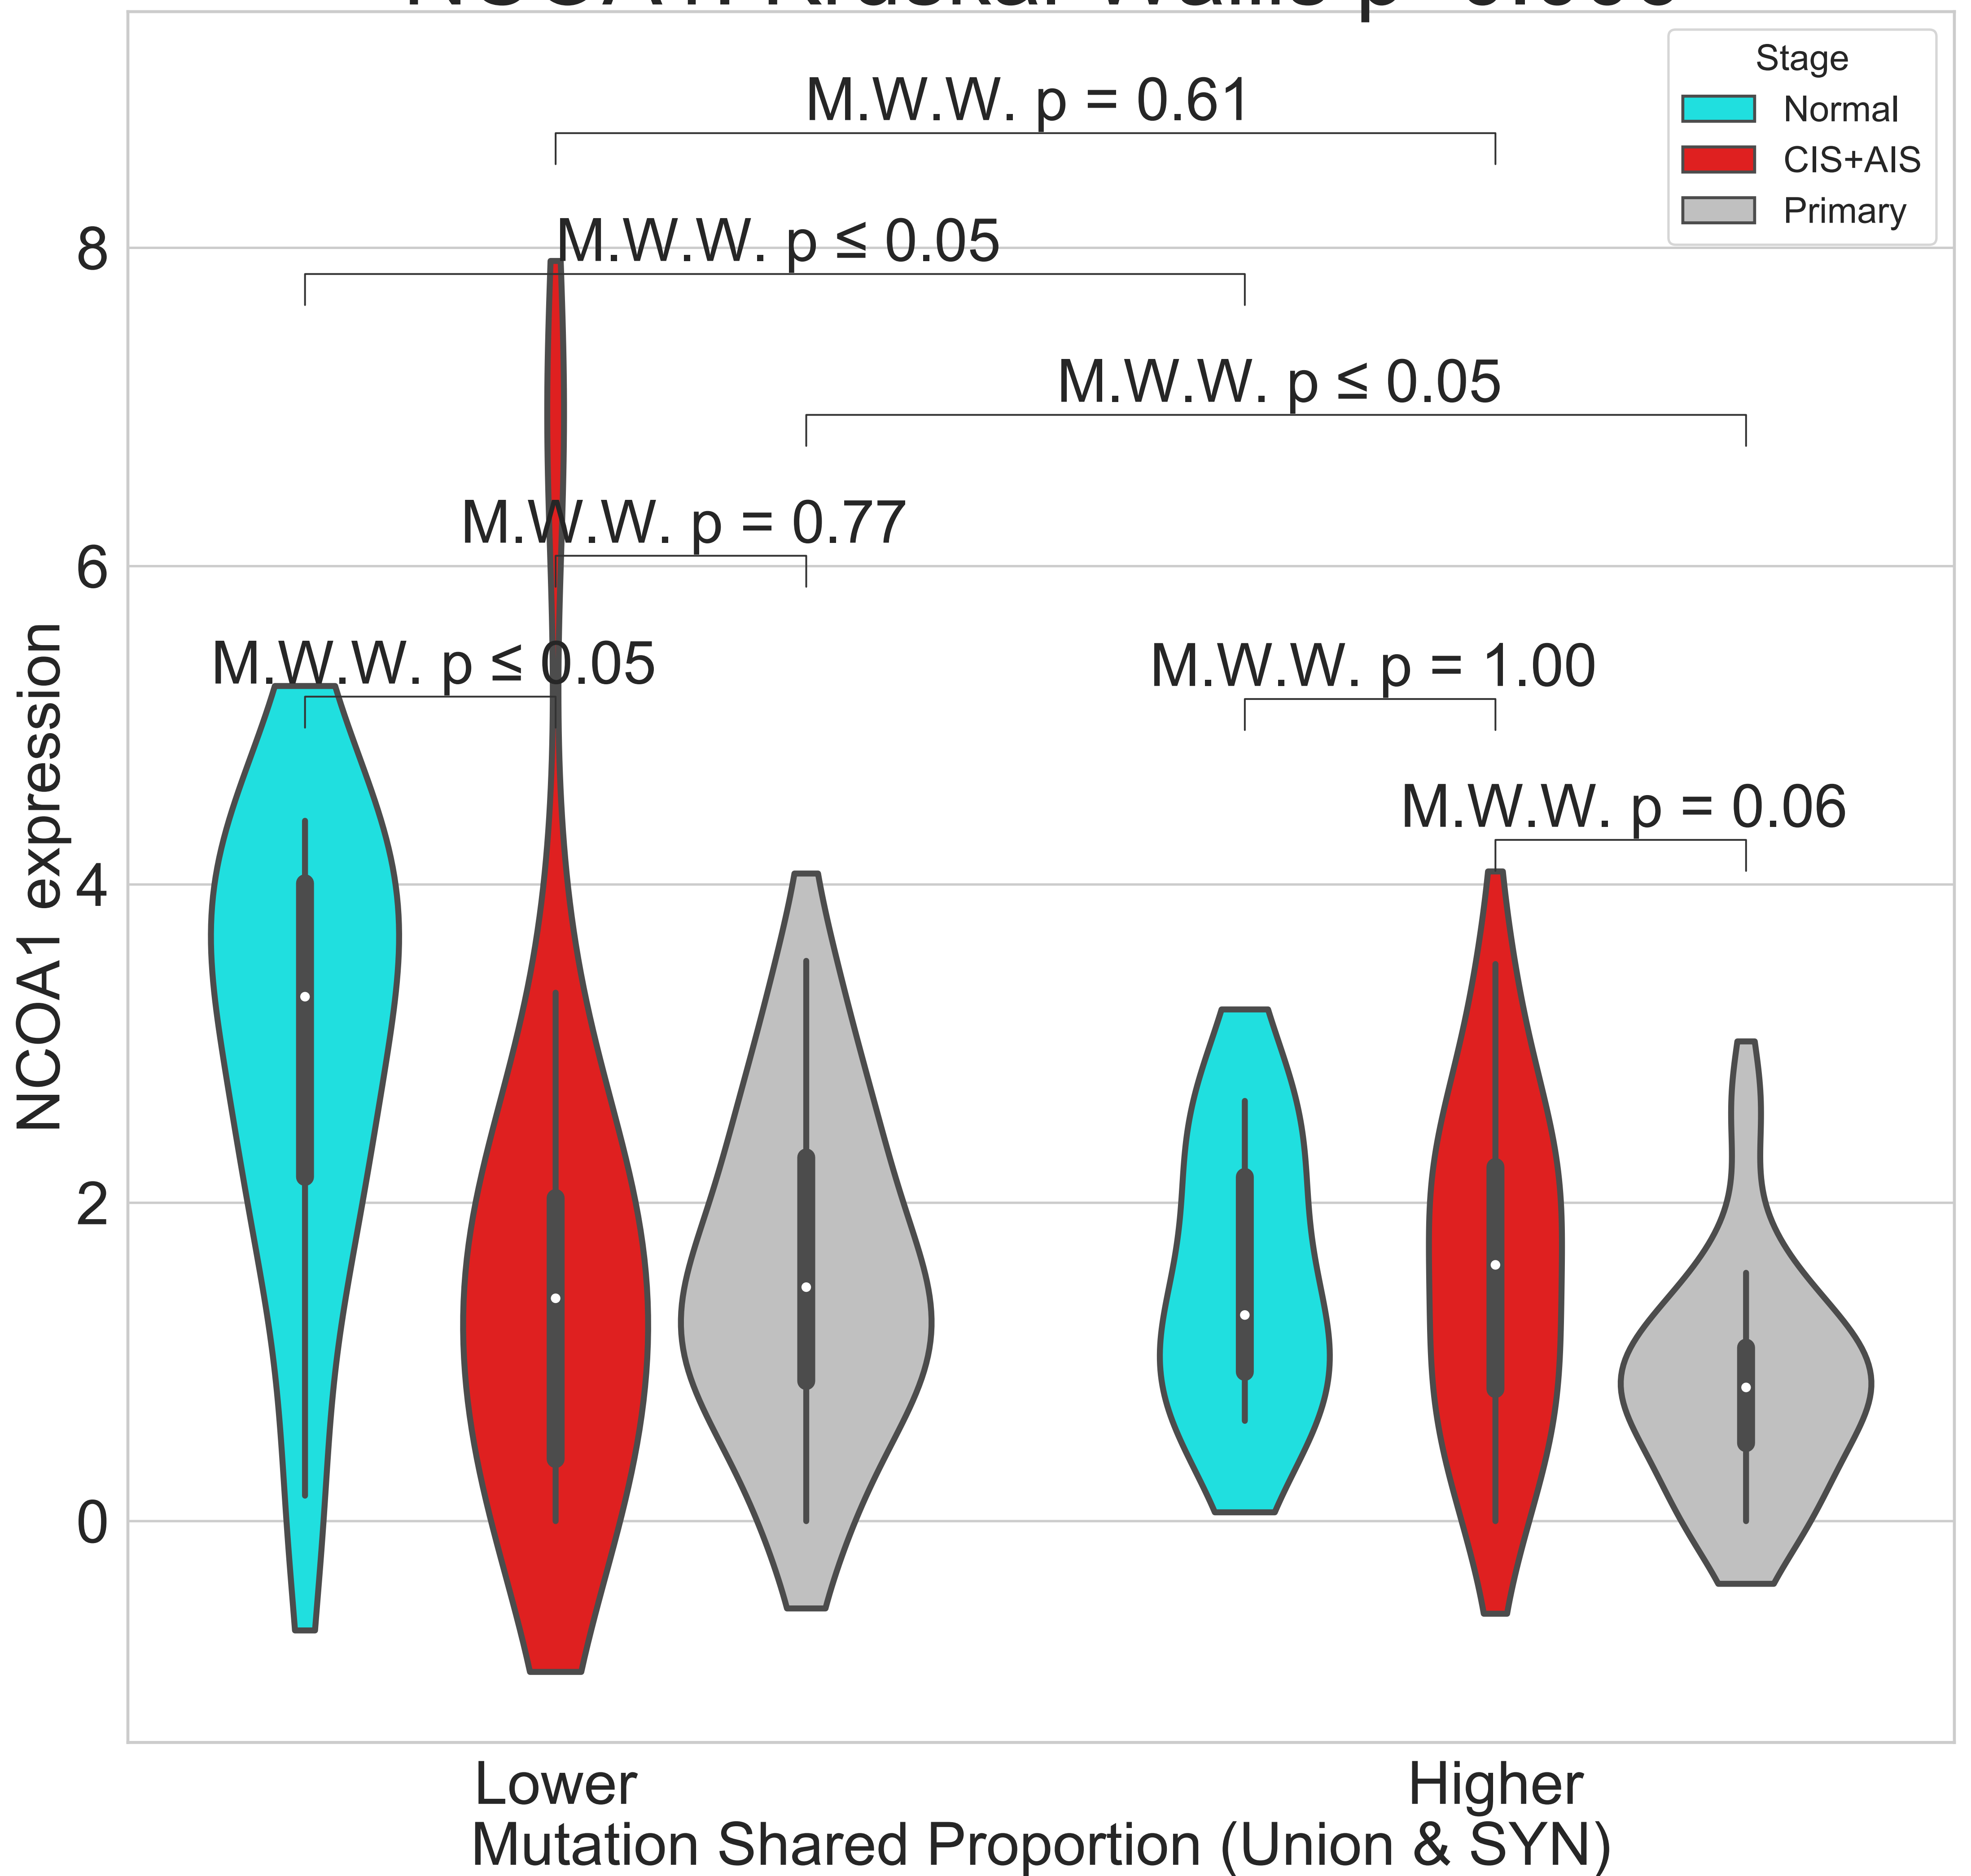 Stage
Normal
CIS+AIS
Primary
M.W.W. p = 0.61
M.W.W. p ≤ 0.05
M.W.W. p ≤ 0.05
M.W.W. p = 0.77
M.W.W. p ≤ 0.05
M.W.W. p = 1.00
M.W.W. p = 0.06
8
6
4
2
0
NCOA1 expression
Lower
Higher
Mutation Shared Proportion (Union & SYN)